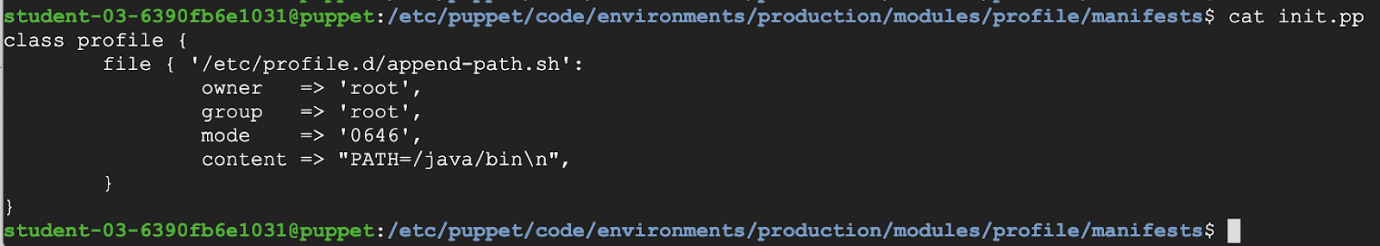 student-03-6390fb6e1031@puppet:/etc/puppet/code/environments/production/modules/profile/manifests$ cat init.pp
class profile {
        file { '/etc/profile.d/append-path.sh':
                owner   => 'root',
                group   => 'root',
                mode    => '0646',
                content => "PATH=/java/bin\n",
        }
}
student-03-6390fb6e1031@puppet:/etc/puppet/code/environments/production/modules/profile/manifests$